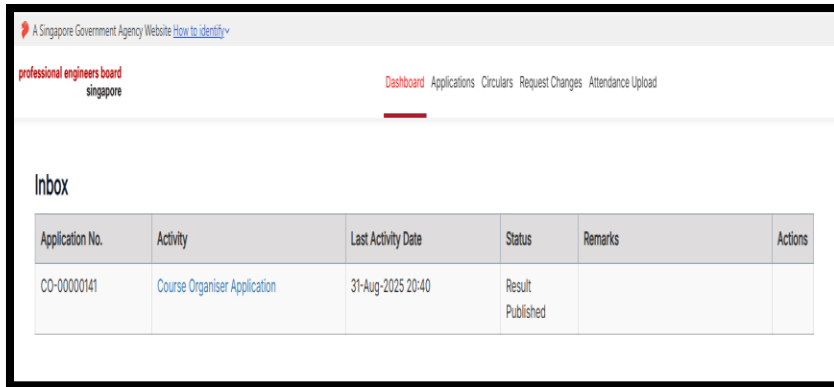 A Singapore Government Agency Website How to identify
professional engineers board
singapore
Dashboard Applications Circulars Request Changes Attendance Upload
Inbox
Application No. Activity Last Activity Date Status Remarks Actions
CO-00000141 Course Organiser Application 31-Aug-2025 20:40 Result
Published